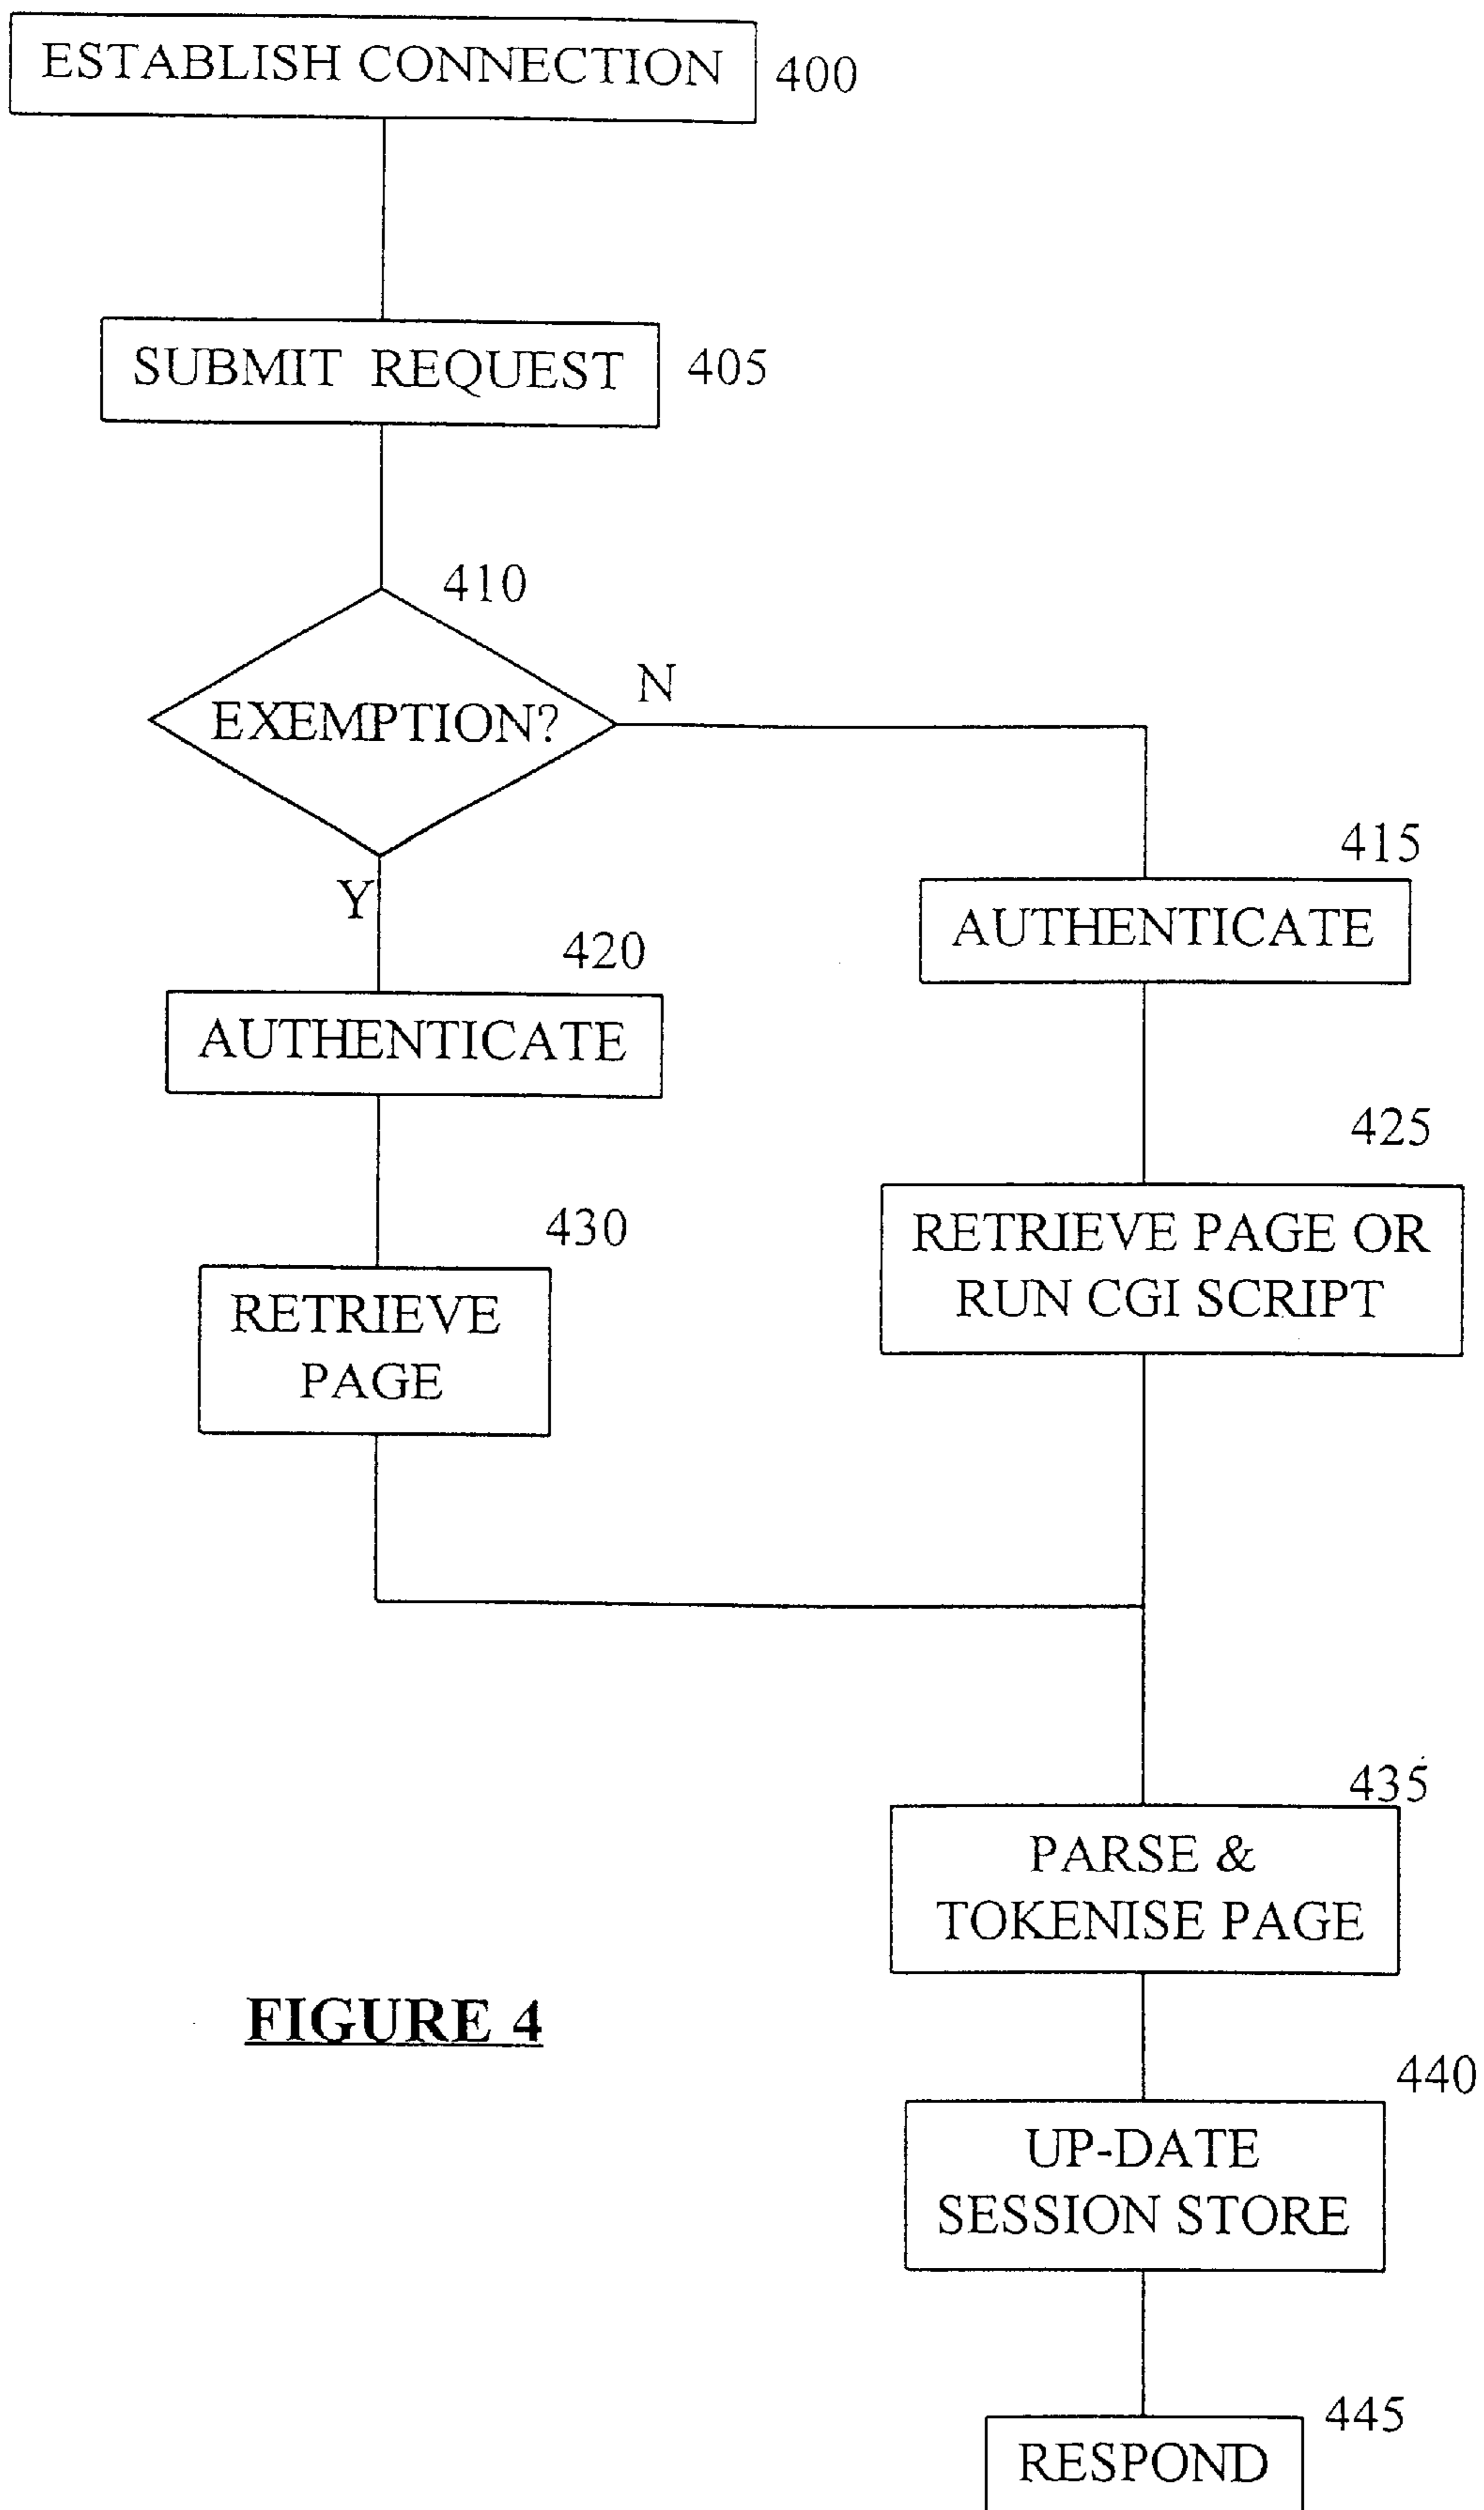 ESTABLISH CONNECTION 400
SUBMIT REQUEST 405
410
EXEMPTION?
N
Y
415
AUTHENTICATE
420
AUTHENTICATE
425
RETRIEVE PAGE OR
RUN CGI SCRIPT
430
RETRIEVE
PAGE
435
PARSE &
TOKENISE PAGE
FIGURE 4
440
UP-DATE
SESSION STORE
445
RESPOND